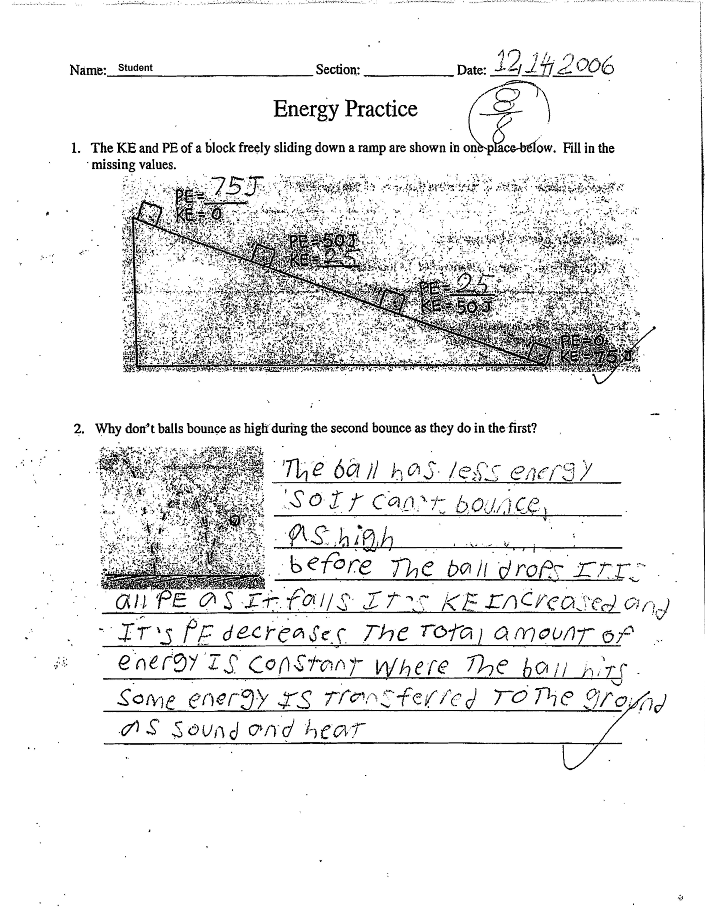 Name: Student Section: Date: 12/14/2006
Energy Practice
8/8
1. The KE and PE of a block freely sliding down a ramp are shown in one place below. Fill in the
missing values.
PE= 75J
KE= 0
PE= 50J
KE= 25
PE= 25
KE= 50J
PE= 0
KE= 75J
2. Why don't balls bounce as high during the second bounce as they do in the first?
The ball has less energy
So It can't bounce,
as high
before The ball drops IT IS
all PE as It falls It's KE Increased and
It's PE decreases The Total amount of
energy IS constant where The ball hits
Some energy IS Transferred To The ground
as sound and heat